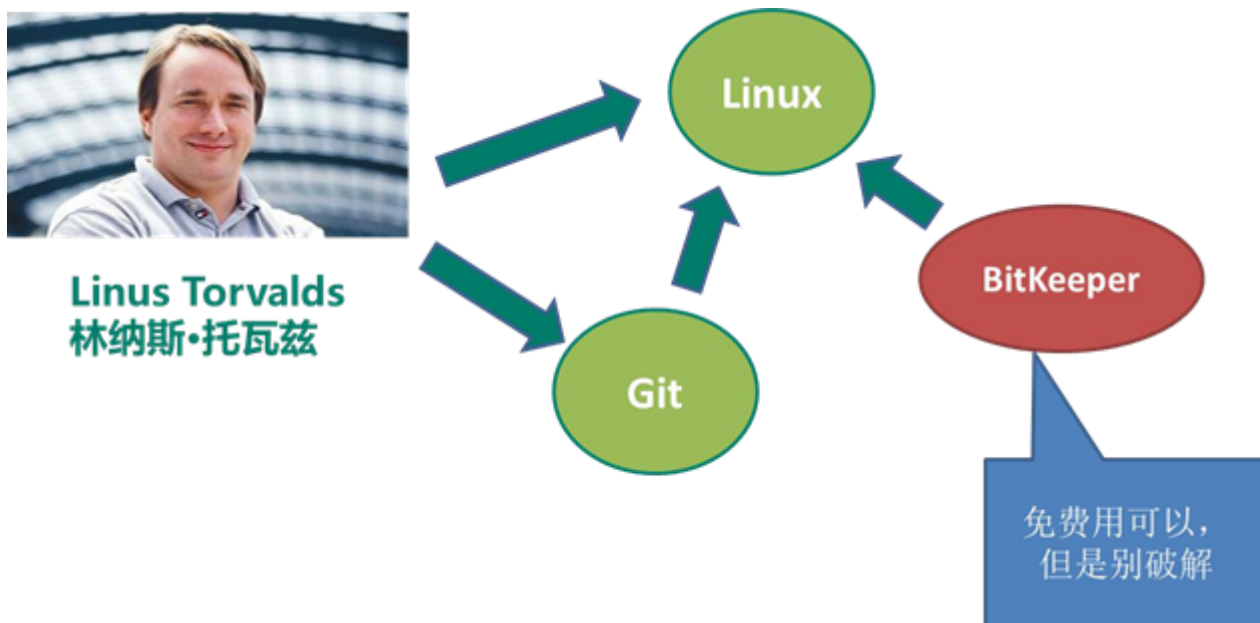 Linux
BitKeeper
Linus Torvalds
林纳斯•托瓦兹
Git
免费用可以，
但是别破解